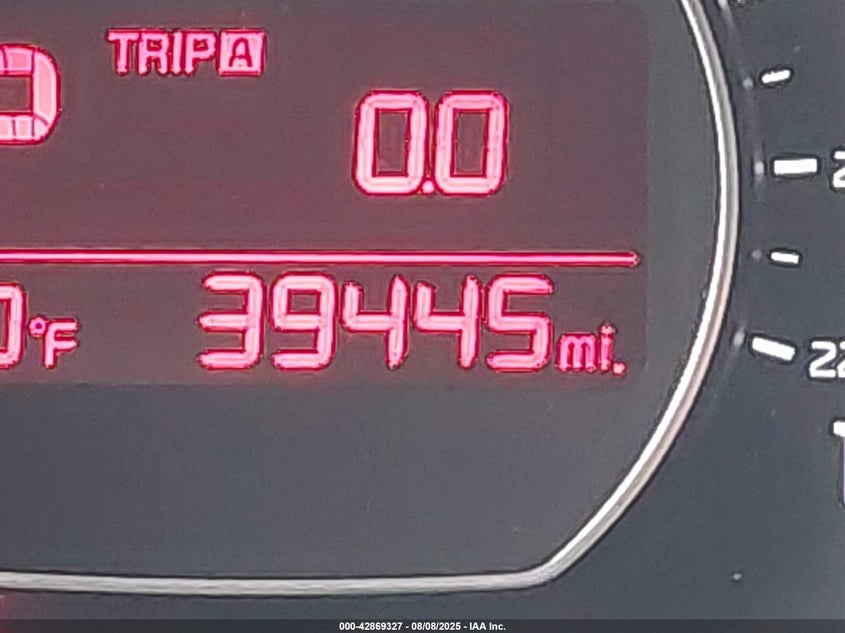 TRIP A
0.0
39445 mi.
°F
000-42869327 - 08/08/2025 - IAA Inc.